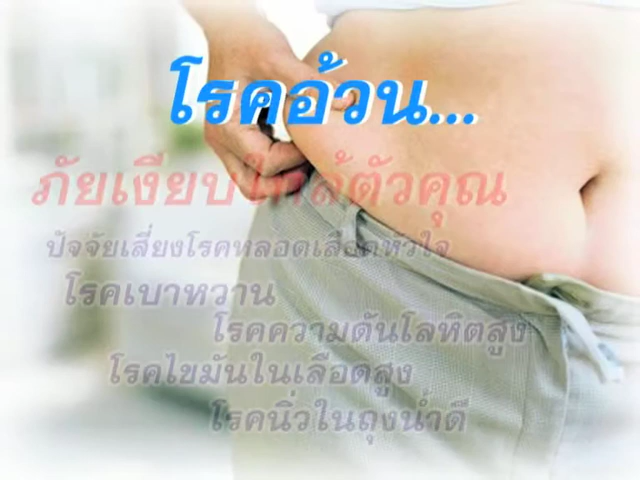 โรคอ้วน...
ภัยเงียบใกล้ตัวคุณ
ปัจจัยเสี่ยงโรคหลอดเลือดหัวใจ
โรคเบาหวาน
โรคความดันโลหิตสูง
โรคไขมันในเลือดสูง
โรคนิ่วในถุงน้ำดี